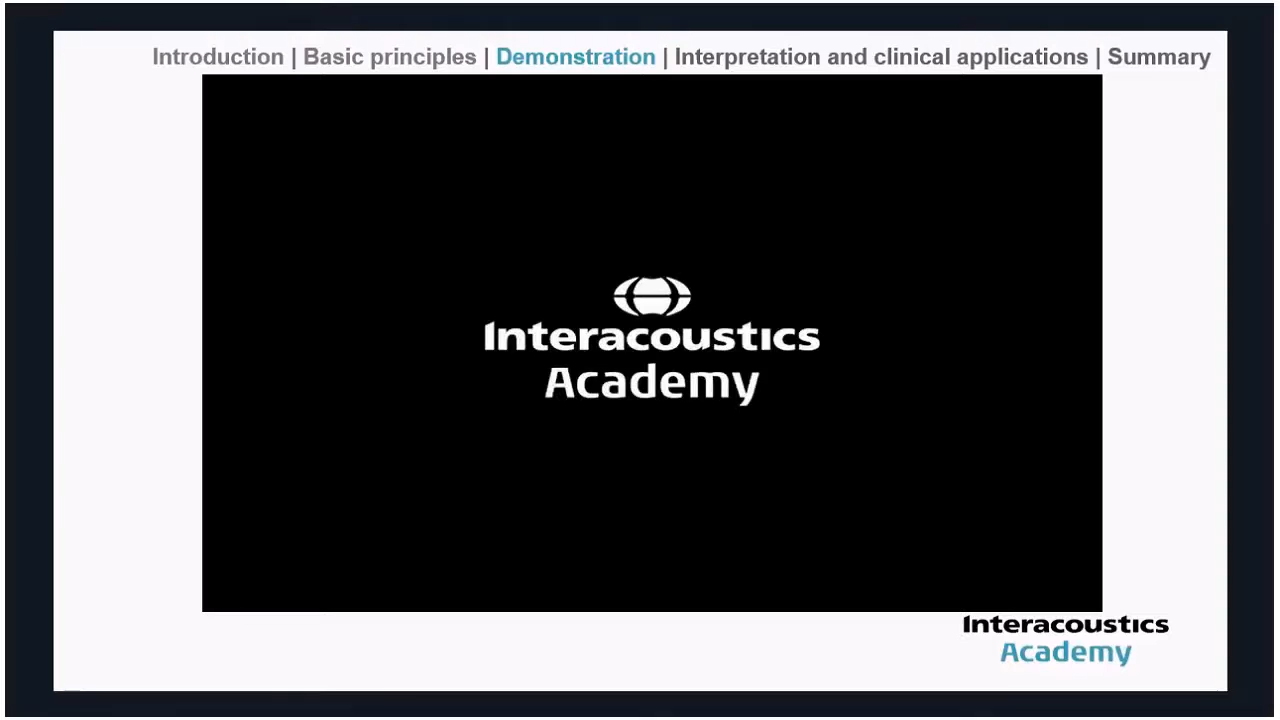 Introduction | Basic principles | Demonstration | Interpretation and clinical applications | Summary
Interacoustics
Academy
Interacoustics
Academy